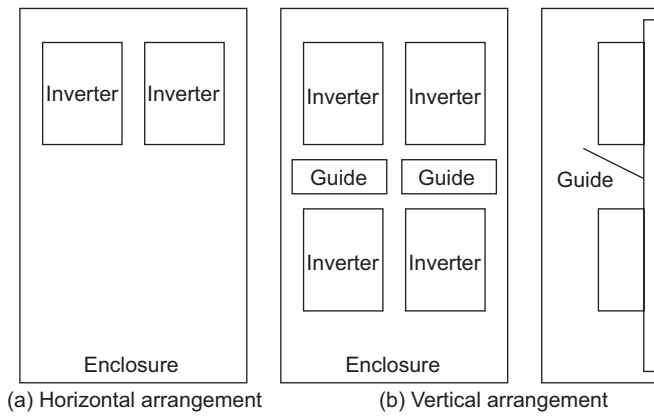 Inverter Inverter
Enclosure
(a) Horizontal arrangement
Inverter Inverter
Guide Guide
Inverter Inverter
Enclosure
Guide
(b) Vertical arrangement